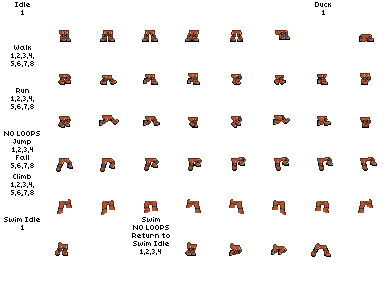 Idle
1
Duck
1
Walk
1,2,3,4,
5,6,7,8
Run
1,2,3,4,
5,6,7,8
NO LOOPS
Jump
1,2,3,4
Fall
5,6,7,8
Climb
1,2,3,4,
5,6,7,8
Swim Idle
1
Swim
NO LOOPS
Return to
Swim Idle
1,2,3,4